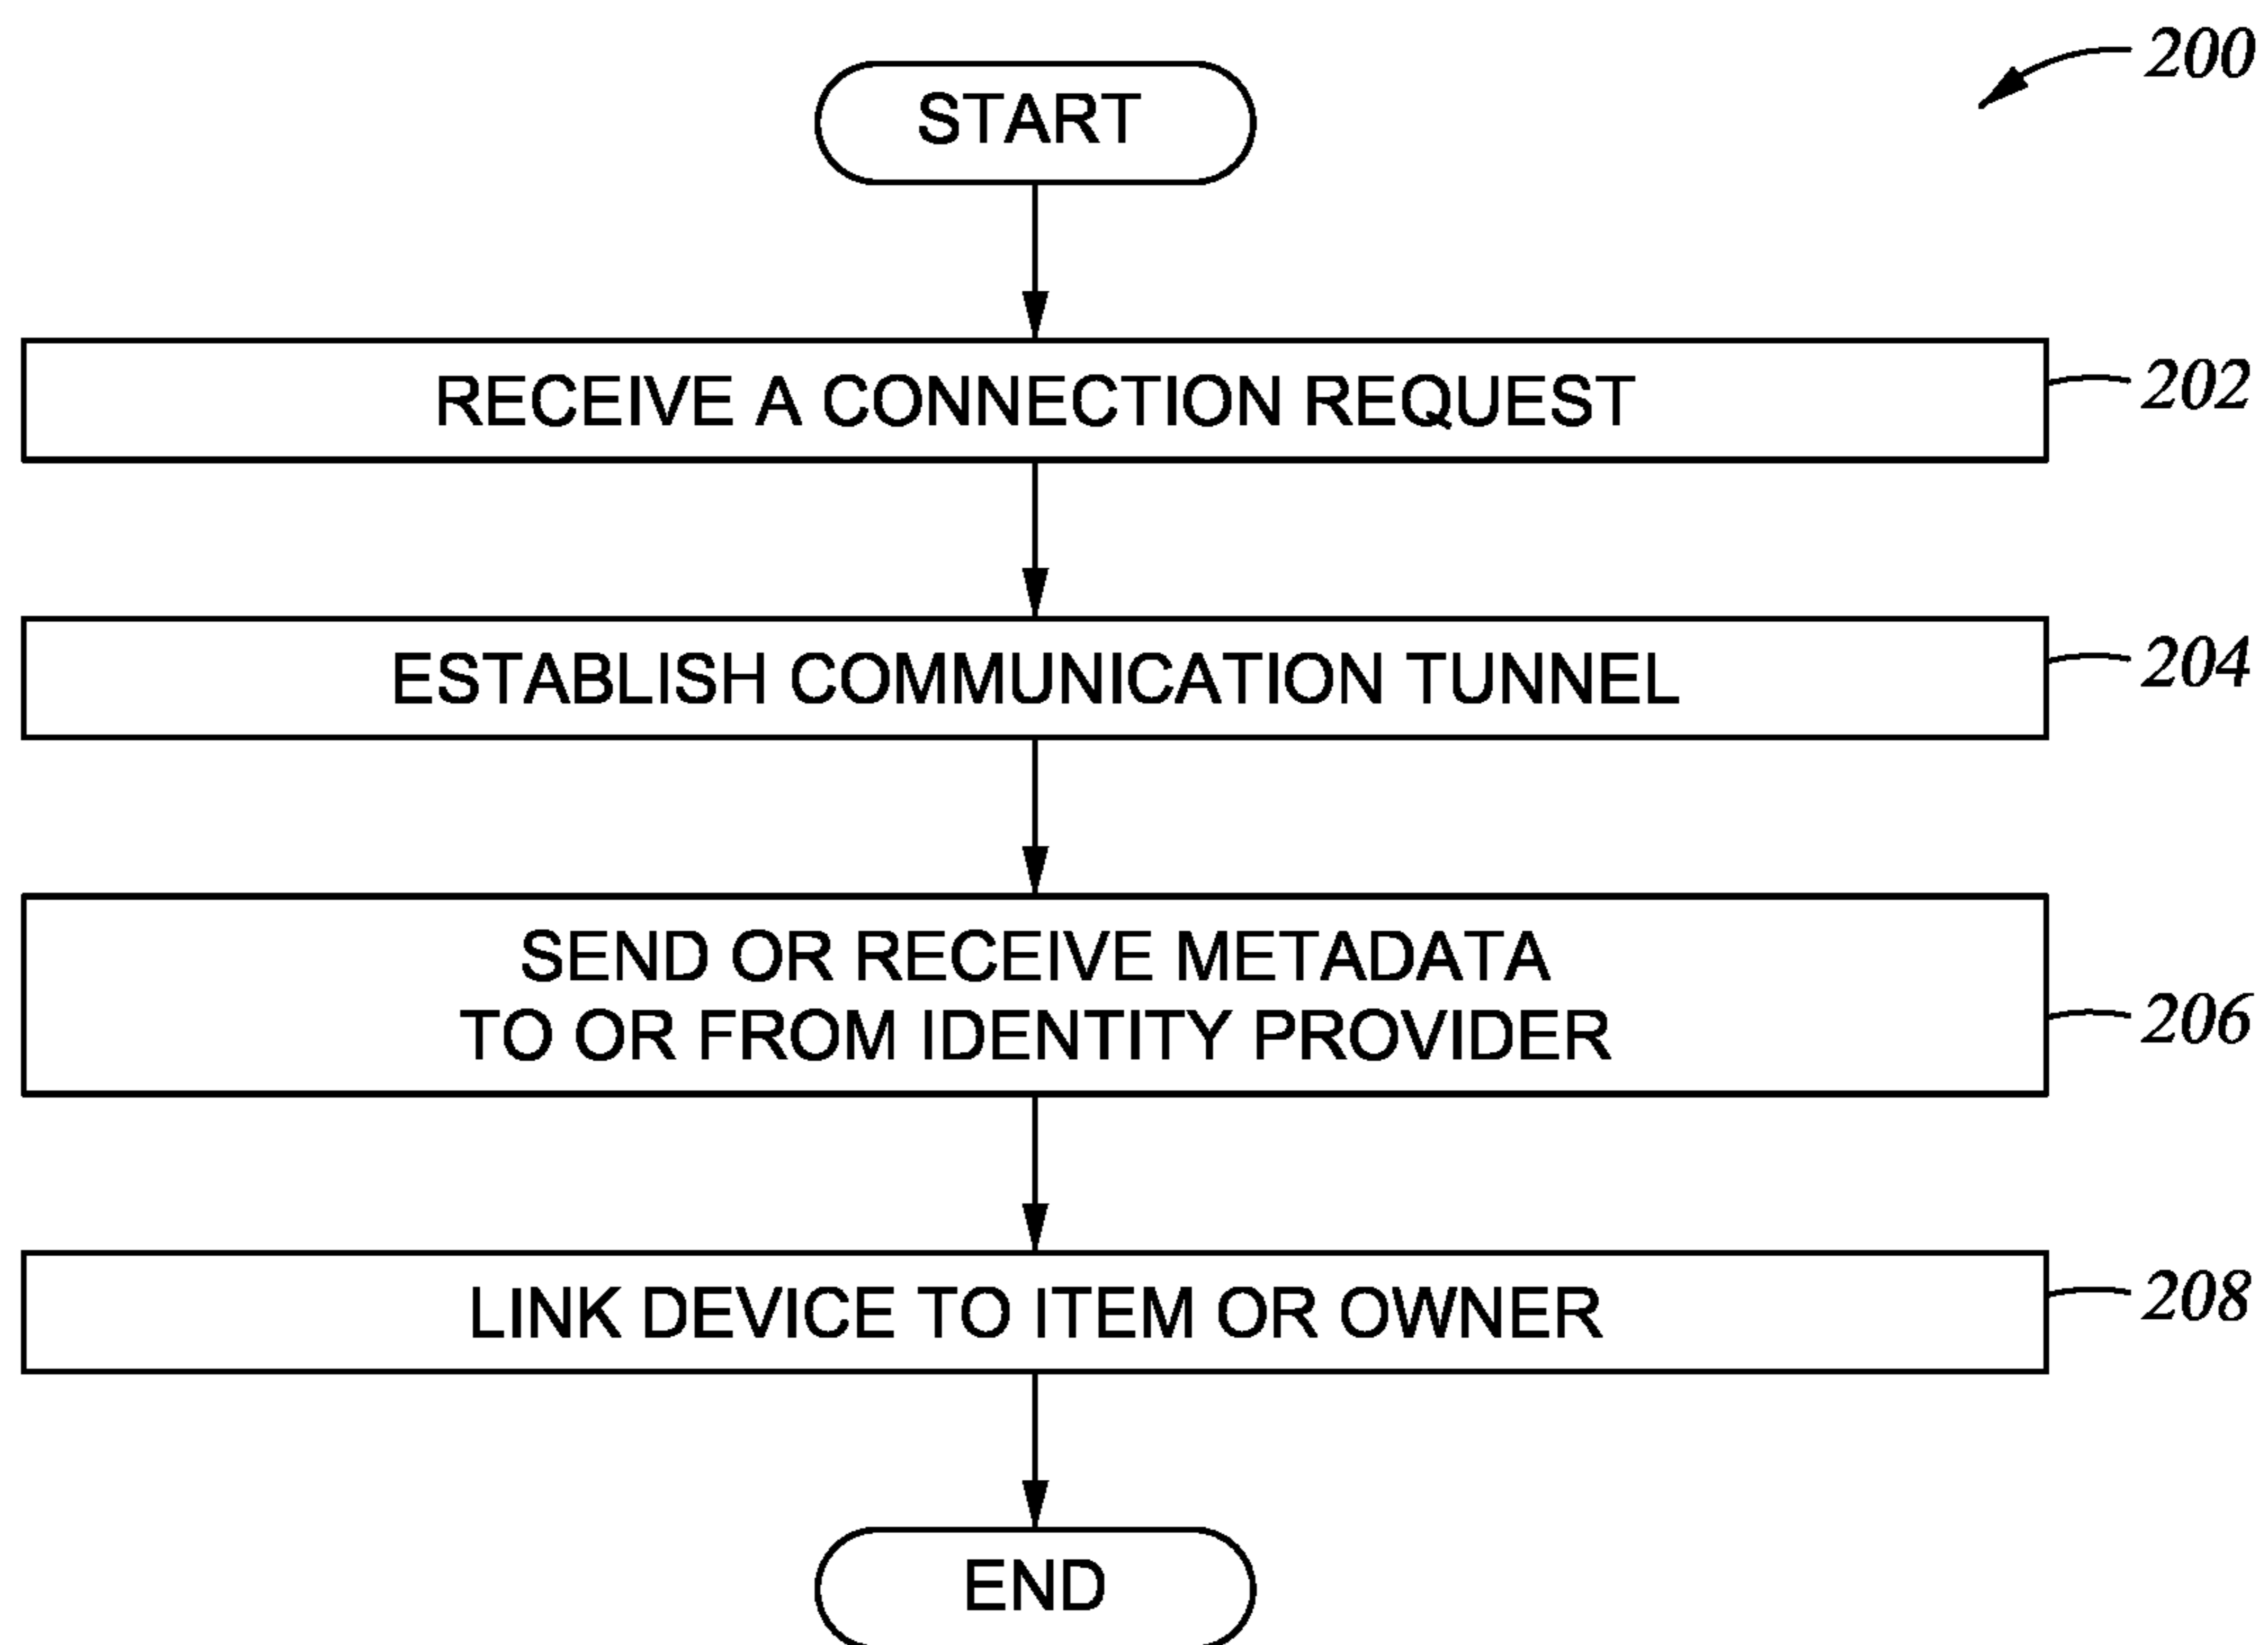 200
START
RECEIVE A CONNECTION REQUEST
202
ESTABLISH COMMUNICATION TUNNEL
204
SEND OR RECEIVE METADATA
TO OR FROM IDENTITY PROVIDER
206
LINK DEVICE TO ITEM OR OWNER
208
END